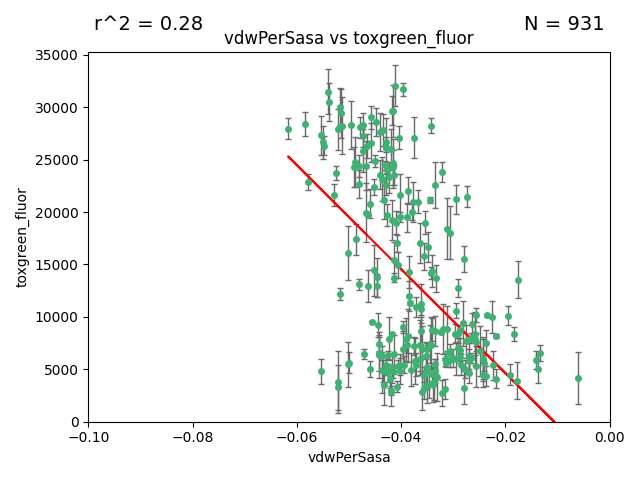 r^2 = 0.28
N = 931
vdwPerSasa vs toxgreen_fluor
35000
30000
25000
20000
15000
10000
5000
0
toxgreen_fluor
−0.10
−0.08
−0.06
−0.04
−0.02
0.00
vdwPerSasa